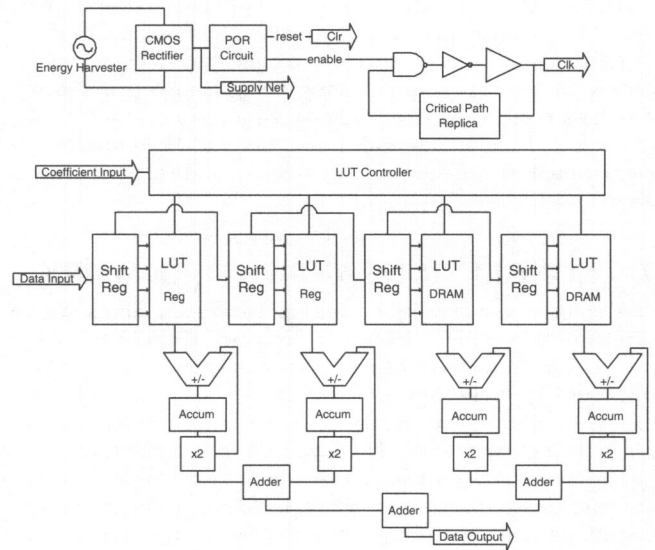 Energy Harvester
CMOS
Rectifier
POR
Circuit
reset
Clr
enable
Supply Net
Clk
Critical Path
Replica
Coefficient Input
LUT Controller
Data Input
Shift
Reg
LUT
Reg
Shift
Reg
LUT
Reg
Shift
Reg
LUT
DRAM
Shift
Reg
LUT
DRAM
+/-
+/-
+/-
+/-
Accum
Accum
Accum
Accum
x2
x2
x2
x2
Adder
Adder
Adder
Data Output